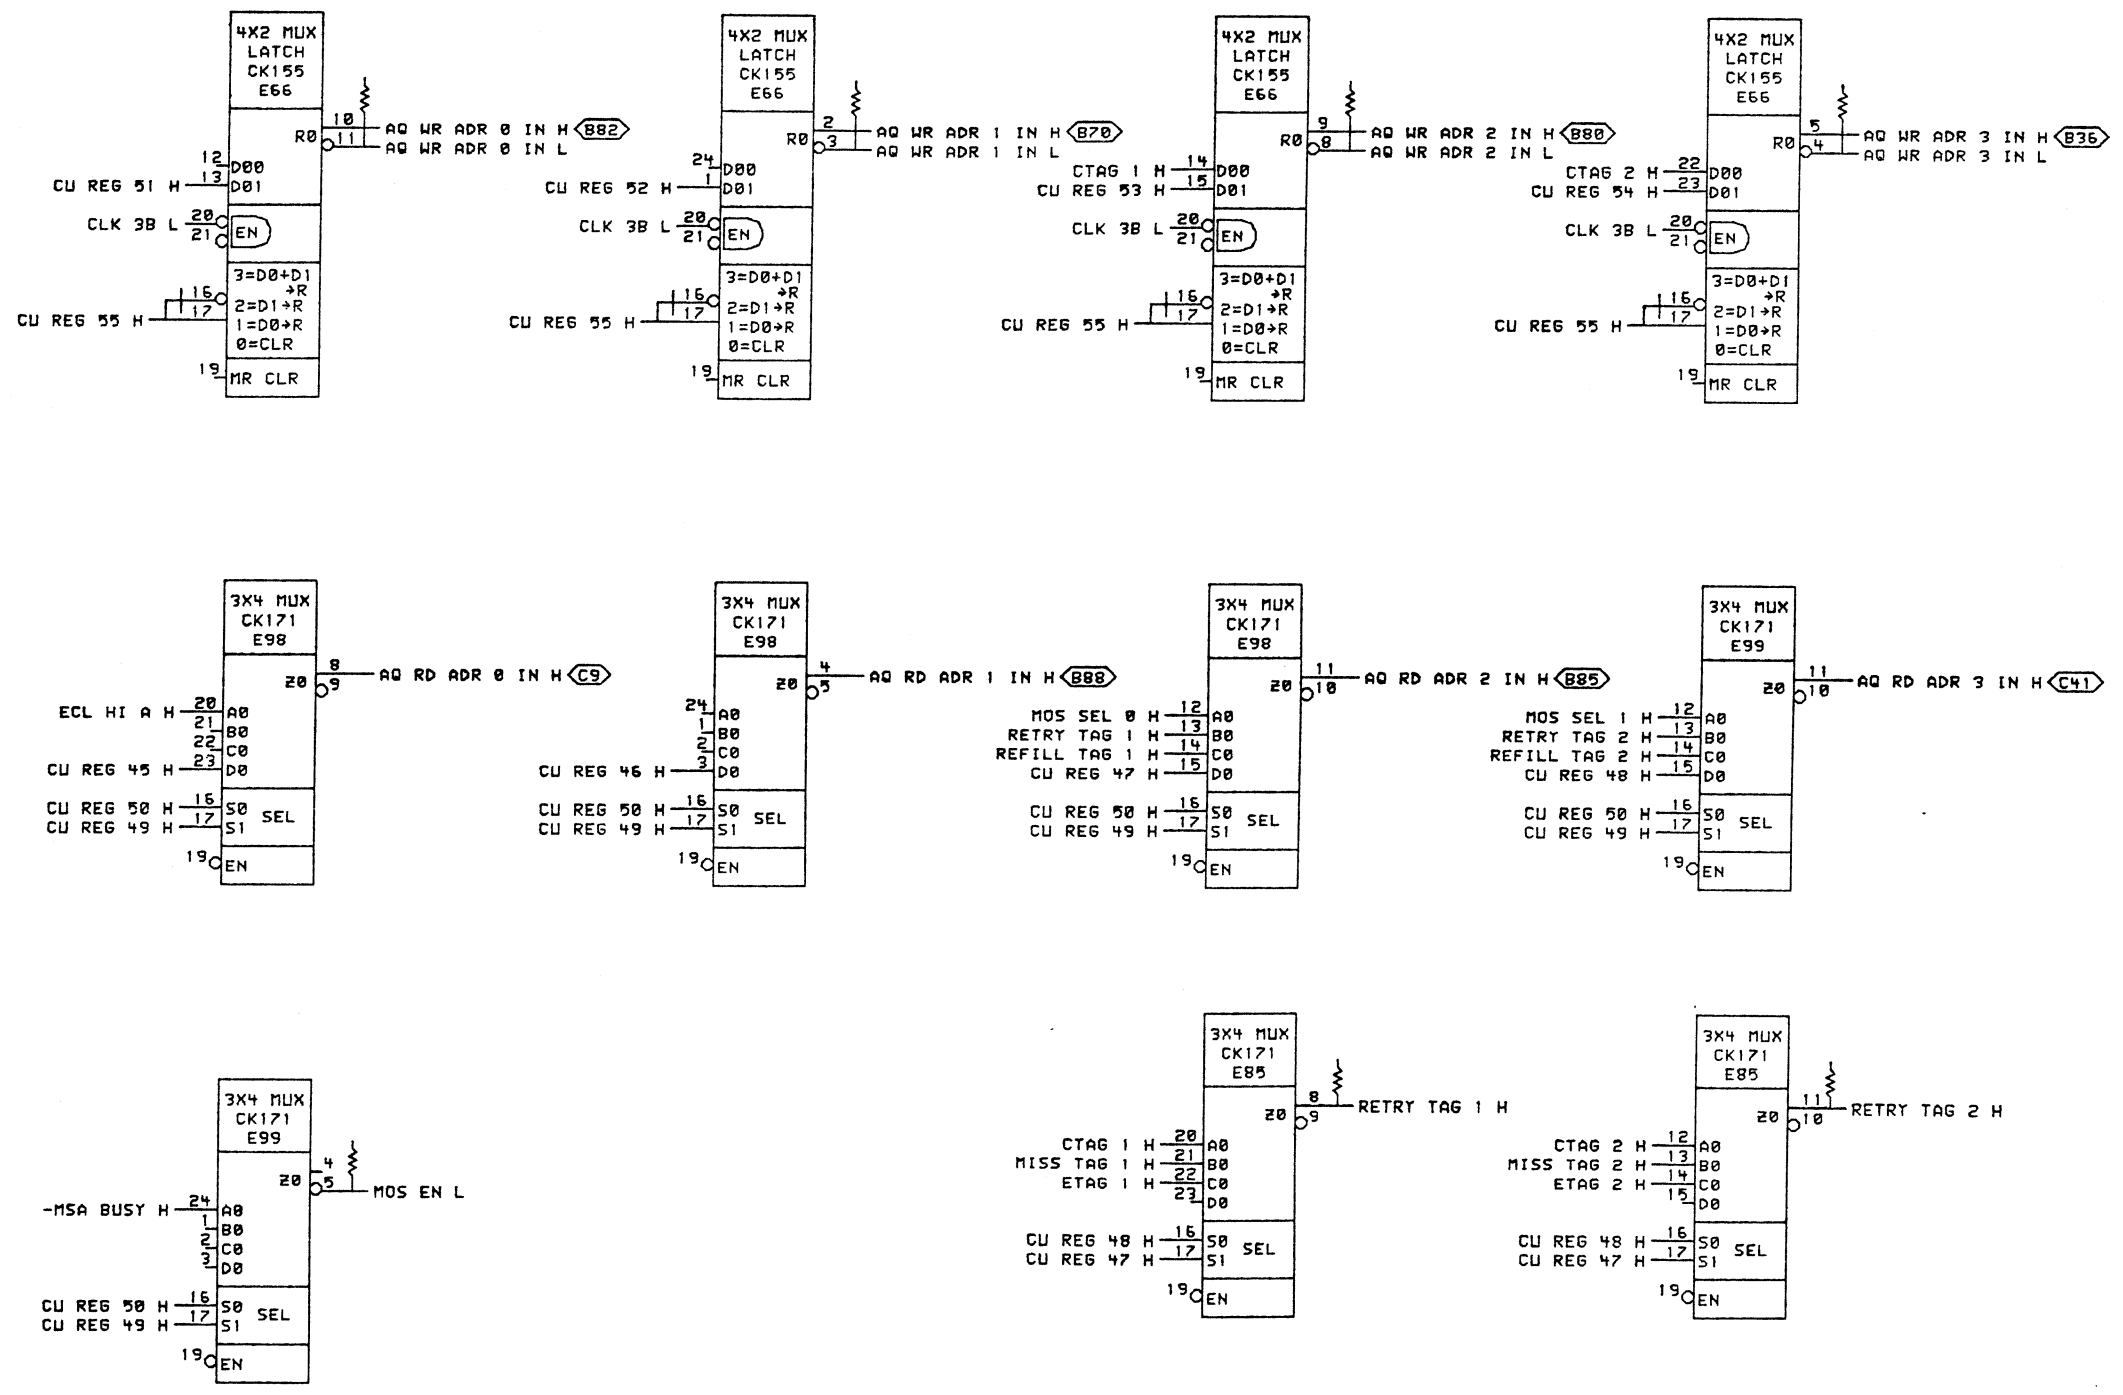 4X2 MUX
LATCH
CK155
E66
10
R0
11
AQ WR ADR 0 IN H
B82
AQ WR ADR 0 IN L
12
D00
CU REG 51 H
13
D01
CLK 3B L
20
21
EN
3=D0+D1
→R
2=D1→R
1=D0→R
0=CLR
16
CU REG 55 H
17
19
MR CLR
4X2 MUX
LATCH
CK155
E66
2
R0
3
AQ WR ADR 1 IN H
B70
AQ WR ADR 1 IN L
24
D00
CU REG 52 H
1
D01
CLK 3B L
20
21
EN
3=D0+D1
→R
2=D1→R
1=D0→R
0=CLR
16
CU REG 55 H
17
19
MR CLR
4X2 MUX
LATCH
CK155
E66
9
R0
8
AQ WR ADR 2 IN H
B80
AQ WR ADR 2 IN L
CTAG 1 H
14
D00
CU REG 53 H
15
D01
CLK 3B L
20
21
EN
3=D0+D1
→R
2=D1→R
1=D0→R
0=CLR
16
CU REG 55 H
17
19
MR CLR
4X2 MUX
LATCH
CK155
E66
5
R0
4
AQ WR ADR 3 IN H
B36
AQ WR ADR 3 IN L
CTAG 2 H
22
D00
CU REG 54 H
23
D01
CLK 3B L
20
21
EN
3=D0+D1
→R
2=D1→R
1=D0→R
0=CLR
16
CU REG 55 H
17
19
MR CLR
3X4 MUX
CK171
E98
8
Z0
9
AQ RD ADR 0 IN H
C9
ECL HI A H
20
A0
21
B0
22
C0
CU REG 45 H
23
D0
CU REG 50 H
16
S0
SEL
CU REG 49 H
17
S1
19
EN
3X4 MUX
CK171
E98
4
Z0
5
AQ RD ADR 1 IN H
B88
24
A0
1
B0
2
C0
CU REG 46 H
3
D0
CU REG 50 H
16
S0
SEL
CU REG 49 H
17
S1
19
EN
3X4 MUX
CK171
E98
11
Z0
10
AQ RD ADR 2 IN H
B85
MOS SEL 0 H
12
A0
RETRY TAG 1 H
13
B0
REFILL TAG 1 H
14
C0
CU REG 47 H
15
D0
CU REG 50 H
16
S0
SEL
CU REG 49 H
17
S1
19
EN
3X4 MUX
CK171
E99
11
Z0
10
AQ RD ADR 3 IN H
C41
MOS SEL 1 H
12
A0
RETRY TAG 2 H
13
B0
REFILL TAG 2 H
14
C0
CU REG 48 H
15
D0
CU REG 50 H
16
S0
SEL
CU REG 49 H
17
S1
19
EN
3X4 MUX
CK171
E99
4
Z0
5
MOS EN L
-MSA BUSY H
24
A0
1
B0
2
C0
3
D0
CU REG 50 H
16
S0
SEL
CU REG 49 H
17
S1
19
EN
3X4 MUX
CK171
E85
8
Z0
9
RETRY TAG 1 H
CTAG 1 H
20
A0
MISS TAG 1 H
21
B0
ETAG 1 H
22
C0
23
D0
CU REG 48 H
16
S0
SEL
CU REG 47 H
17
S1
19
EN
3X4 MUX
CK171
E85
11
Z0
10
RETRY TAG 2 H
CTAG 2 H
12
A0
MISS TAG 2 H
13
B0
ETAG 2 H
14
C0
15
D0
CU REG 48 H
16
S0
SEL
CU REG 47 H
17
S1
19
EN